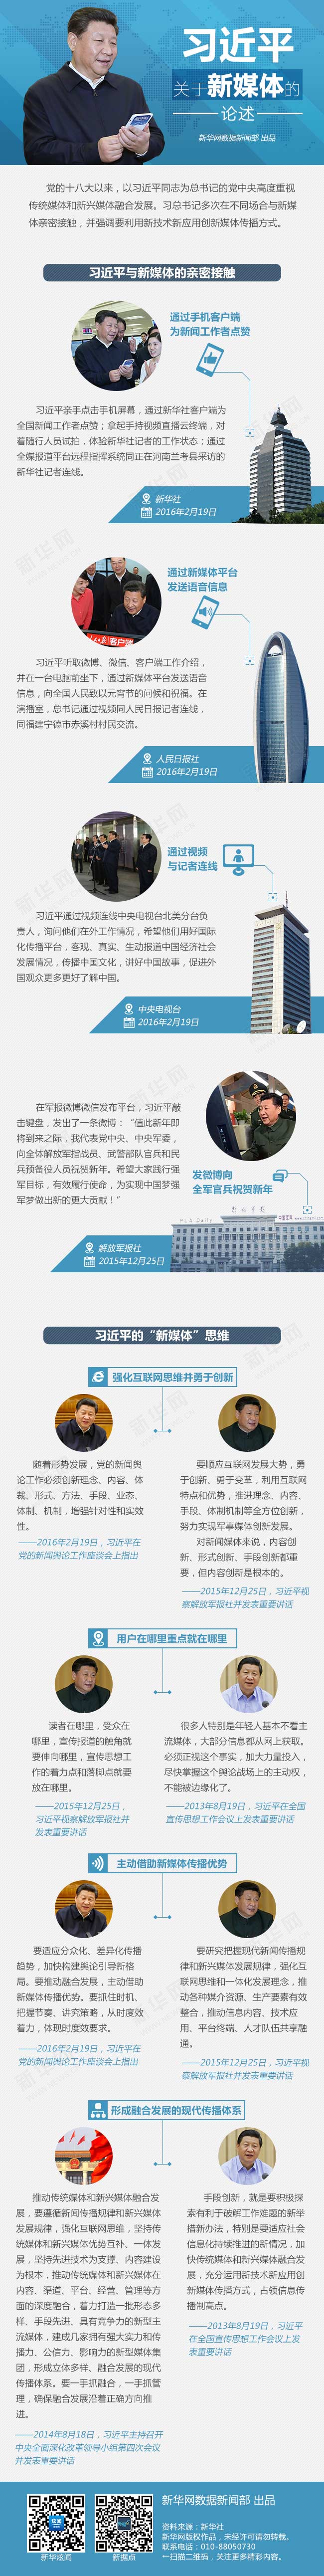 习近平
关于新媒体的
论述
新华网数据新闻部 出品
党的十八大以来，以习近平同志为总书记的党中央高度重视
传统媒体和新兴媒体融合发展。习总书记多次在不同场合与新媒
体亲密接触，并强调要利用新技术新应用创新媒体传播方式。
习近平与新媒体的亲密接触
通过手机客户端
为新闻工作者点赞
习近平亲手点击手机屏幕，通过新华社客户端为
全国新闻工作者点赞；拿起手持视频直播云终端，对
着随行人员试拍，体验新华社记者的工作状态；通过
全媒报道平台远程指挥系统同正在河南兰考县采访的
新华社记者连线。
新华社
2016年2月19日
通过新媒体平台
发送语音信息
习近平听取微博、微信、客户端工作介绍，
并在一台电脑前坐下，通过新媒体平台发送语音
信息，向全国人民致以元宵节的问候和祝福。在
演播室，总书记通过视频同人民日报记者连线，
同福建宁德市赤溪村村民交流。
人民日报社
2016年2月19日
通过视频
与记者连线
习近平通过视频连线中央电视台北美分台负
责人，询问他们在外工作情况，希望他们用好国际
化传播平台，客观、真实、生动报道中国经济社会
发展情况，传播中国文化，讲好中国故事，促进外
国观众更多更好了解中国。
中央电视台
2016年2月19日
在军报微博微信发布平台，习近平敲
击键盘，发出了一条微博：“值此新年即
将到来之际，我代表党中央、中央军委，
向全体解放军指战员、武警部队官兵和民
兵预备役人员祝贺新年。希望大家践行强
军目标，有效履行使命，为实现中国梦强
军梦做出新的更大贡献！”
发微博向
全军官兵祝贺新年
解放军报社
2015年12月25日
习近平的“新媒体”思维
强化互联网思维并勇于创新
随着形势发展，党的新闻舆
论工作必须创新理念、内容、体
裁、形式、方法、手段、业态、
体制、机制，增强针对性和实效
性。
——2016年2月19日，习近平在
党的新闻舆论工作座谈会上指出
要顺应互联网发展大势，勇
于创新、勇于变革，利用互联网
特点和优势，推进理念、内容、
手段、体制机制等全方位创新，
努力实现军事媒体创新发展。
对新闻媒体来说，内容创
新、形式创新、手段创新都重
要，但内容创新是根本的。
——2015年12月25日，习近平视
察解放军报社并发表重要讲话
用户在哪里重点就在哪里
读者在哪里，受众在
哪里，宣传报道的触角就
要伸向哪里，宣传思想工
作的着力点和落脚点就要
放在哪里。
——2015年12月25日，
习近平视察解放军报社并
发表重要讲话
很多人特别是年轻人基本不看主
流媒体，大部分信息都从网上获取。
必须正视这个事实，加大力量投入，
尽快掌握这个舆论战场上的主动权，
不能被边缘化了。
——2013年8月19日，习近平在全国
宣传思想工作会议上发表重要讲话
主动借助新媒体传播优势
要适应分众化、差异化传播
趋势，加快构建舆论引导新格
局。要推动融合发展，主动借助
新媒体传播优势。要抓住时机、
把握节奏、讲究策略，从时度效
着力，体现时度效要求。
——2016年2月19日，习近平在
党的新闻舆论工作座谈会上指出
要研究把握现代新闻传播规
律和新兴媒体发展规律，强化互
联网思维和一体化发展理念，推
动各种媒介资源、生产要素有效
整合，推动信息内容、技术应
用、平台终端、人才队伍共享融
通。
——2015年12月25日，习近平视
察解放军报社并发表重要讲话
形成融合发展的现代传播体系
推动传统媒体和新兴媒体融合发
展，要遵循新闻传播规律和新兴媒体
发展规律，强化互联网思维，坚持传
统媒体和新兴媒体优势互补、一体发
展，坚持先进技术为支撑、内容建设
为根本，推动传统媒体和新兴媒体在
内容、渠道、平台、经营、管理等方
面的深度融合，着力打造一批形态多
样、手段先进、具有竞争力的新型主
流媒体，建成几家拥有强大实力和传
播力、公信力、影响力的新型媒体集
团，形成立体多样、融合发展的现代
传播体系。要一手抓融合，一手抓管
理，确保融合发展沿着正确方向推
进。
——2014年8月18日，习近平主持召开
中央全面深化改革领导小组第四次会议
并发表重要讲话
手段创新，就是要积极探
索有利于破解工作难题的新举
措新办法，特别是要适应社会
信息化持续推进的新情况，加
快传统媒体和新兴媒体融合发
展，充分运用新技术新应用创
新媒体传播方式，占领信息传
播制高点。
——2013年8月19日，习近平
在全国宣传思想工作会议上发
表重要讲话
新华网数据新闻部 出品
资料来源：新华社
新华网版权作品，未经许可请勿转载。
联系电话：010-88050730
←扫描二维码，关注更多精彩内容。
新华炫闻
新据点